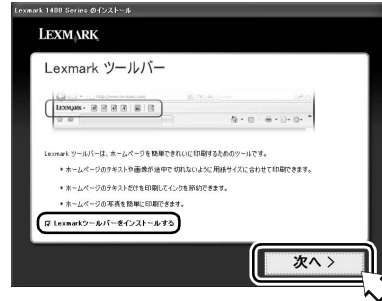 Lexmark 1400 Series のインストール
LEXMARK
Lexmark ツールバー
LEXMARK
Lexmark ツールバーは、ホームページを簡単できれいに印刷するためのツールです。
• ホームページのテキストや画像が途中で切れないように用紙サイズに合わせて印刷できます。
• ホームページのテキストだけを印刷してインクを節約できます。
• ホームページの写真を簡単に印刷できます。
Lexmarkツールバーをインストールする
次へ >